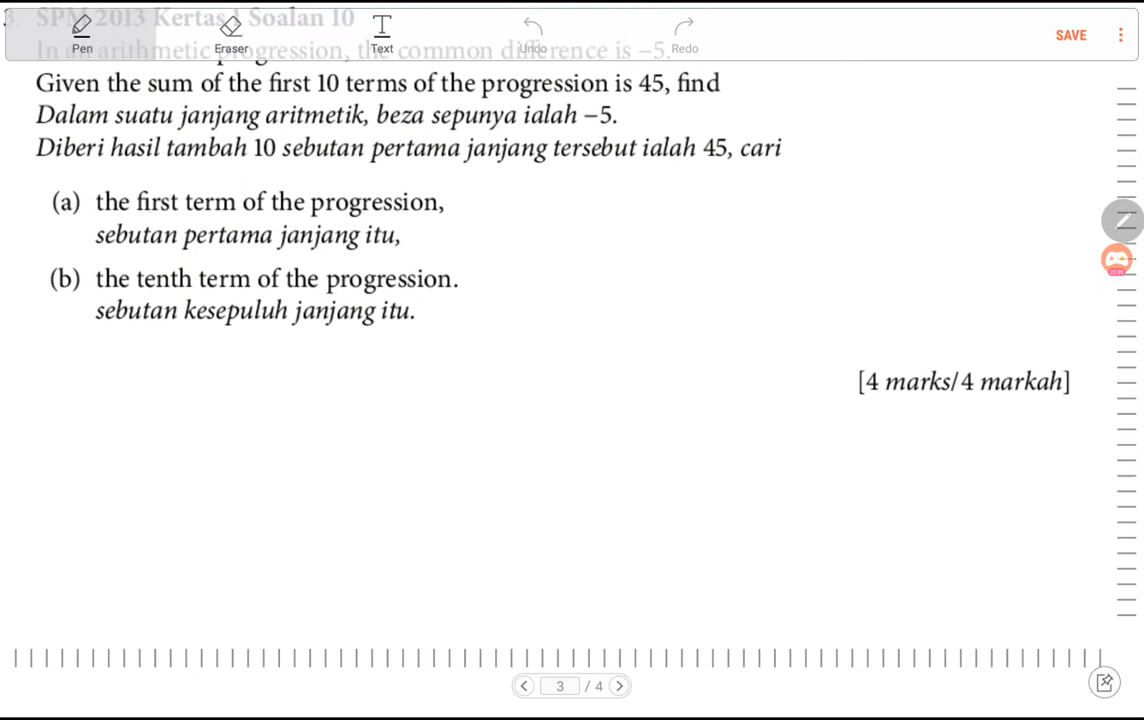 3. SPM 2013 Kertas 1 Soalan 10
Pen
Eraser
Text
Undo
Redo
SAVE
In an arithmetic progression, the common difference is −5.
Given the sum of the first 10 terms of the progression is 45, find
Dalam suatu janjang aritmetik, beza sepunya ialah −5.
Diberi hasil tambah 10 sebutan pertama janjang tersebut ialah 45, cari
(a) the first term of the progression,
sebutan pertama janjang itu,
(b) the tenth term of the progression.
sebutan kesepuluh janjang itu.
[4 marks/4 markah]
3 / 4